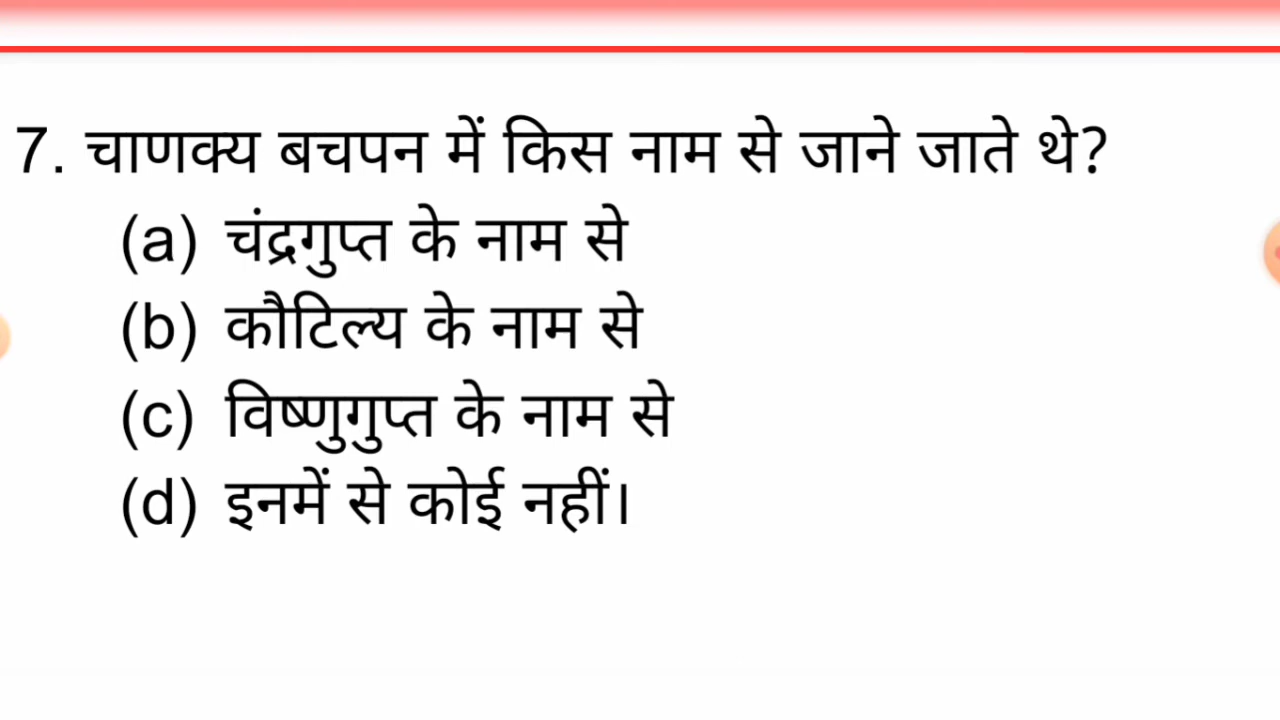 7. चाणक्य बचपन में किस नाम से जाने जाते थे?
(a) चंद्रगुप्त के नाम से
(b) कौटिल्य के नाम से
(c) विष्णुगुप्त के नाम से
(d) इनमें से कोई नहीं।